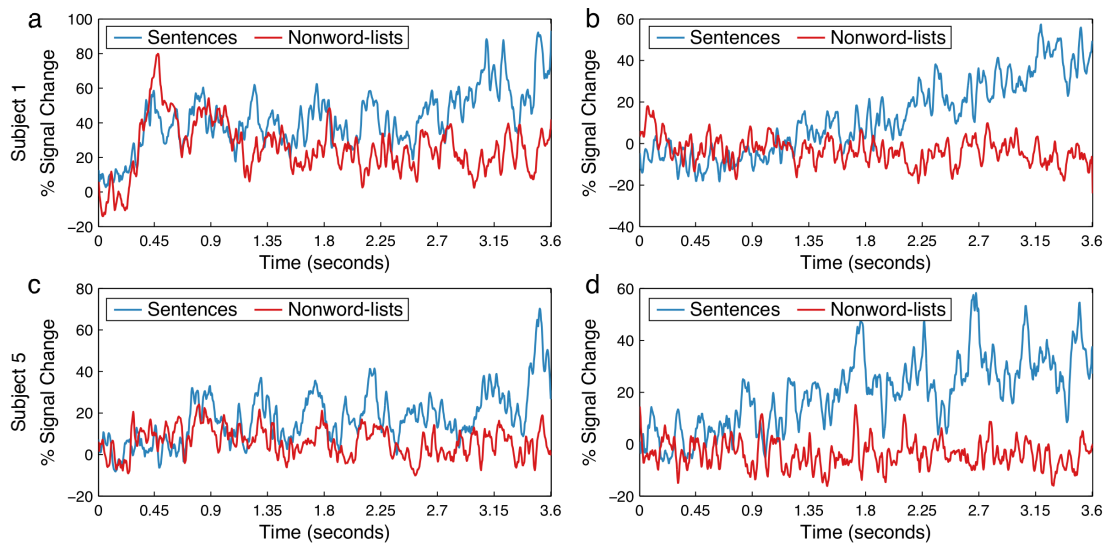 a
b
Subject 1
% Signal Change
100
80
60
40
20
0
−20
Sentences Nonword-lists
0 0.45 0.9 1.35 1.8 2.25 2.7 3.15 3.6
Time (seconds)
% Signal Change
60
40
20
0
−20
−40
Sentences Nonword-lists
0 0.45 0.9 1.35 1.8 2.25 2.7 3.15 3.6
Time (seconds)
c
d
Subject 5
% Signal Change
80
60
40
20
0
−20
Sentences Nonword-lists
0 0.45 0.9 1.35 1.8 2.25 2.7 3.15 3.6
Time (seconds)
% Signal Change
60
40
20
0
−20
Sentences Nonword-lists
0 0.45 0.9 1.35 1.8 2.25 2.7 3.15 3.6
Time (seconds)